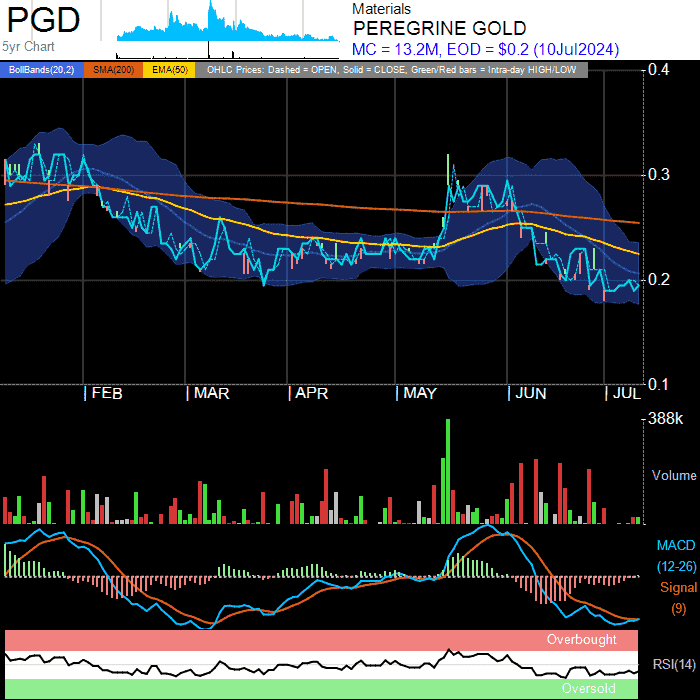 PGD
5yr Chart
Materials
PEREGRINE GOLD
MC = 13.2M, EOD = $0.2 (10Jul2024)
BollBands(20,2) SMA(200) EMA(50) OHLC Prices: Dashed = OPEN, Solid = CLOSE, Green/Red bars = Intra-day HIGH/LOW
0.4
0.3
0.2
0.1
| FEB | MAR | APR | MAY | JUN | JUL
388k
Volume
MACD
(12-26)
Signal
(9)
Overbought
RSI(14)
Oversold